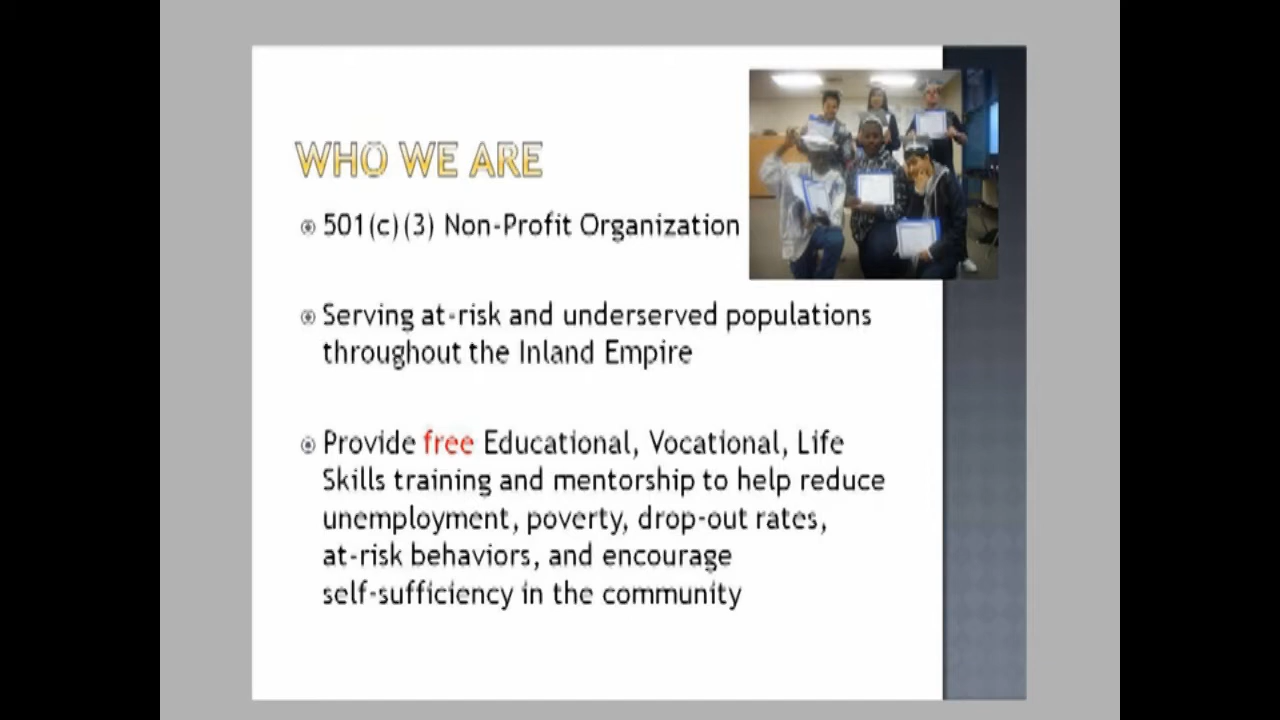 WHO WE ARE
501(c)(3) Non-Profit Organization
Serving at-risk and underserved populations
throughout the Inland Empire
Provide free Educational, Vocational, Life
Skills training and mentorship to help reduce
unemployment, poverty, drop-out rates,
at-risk behaviors, and encourage
self-sufficiency in the community